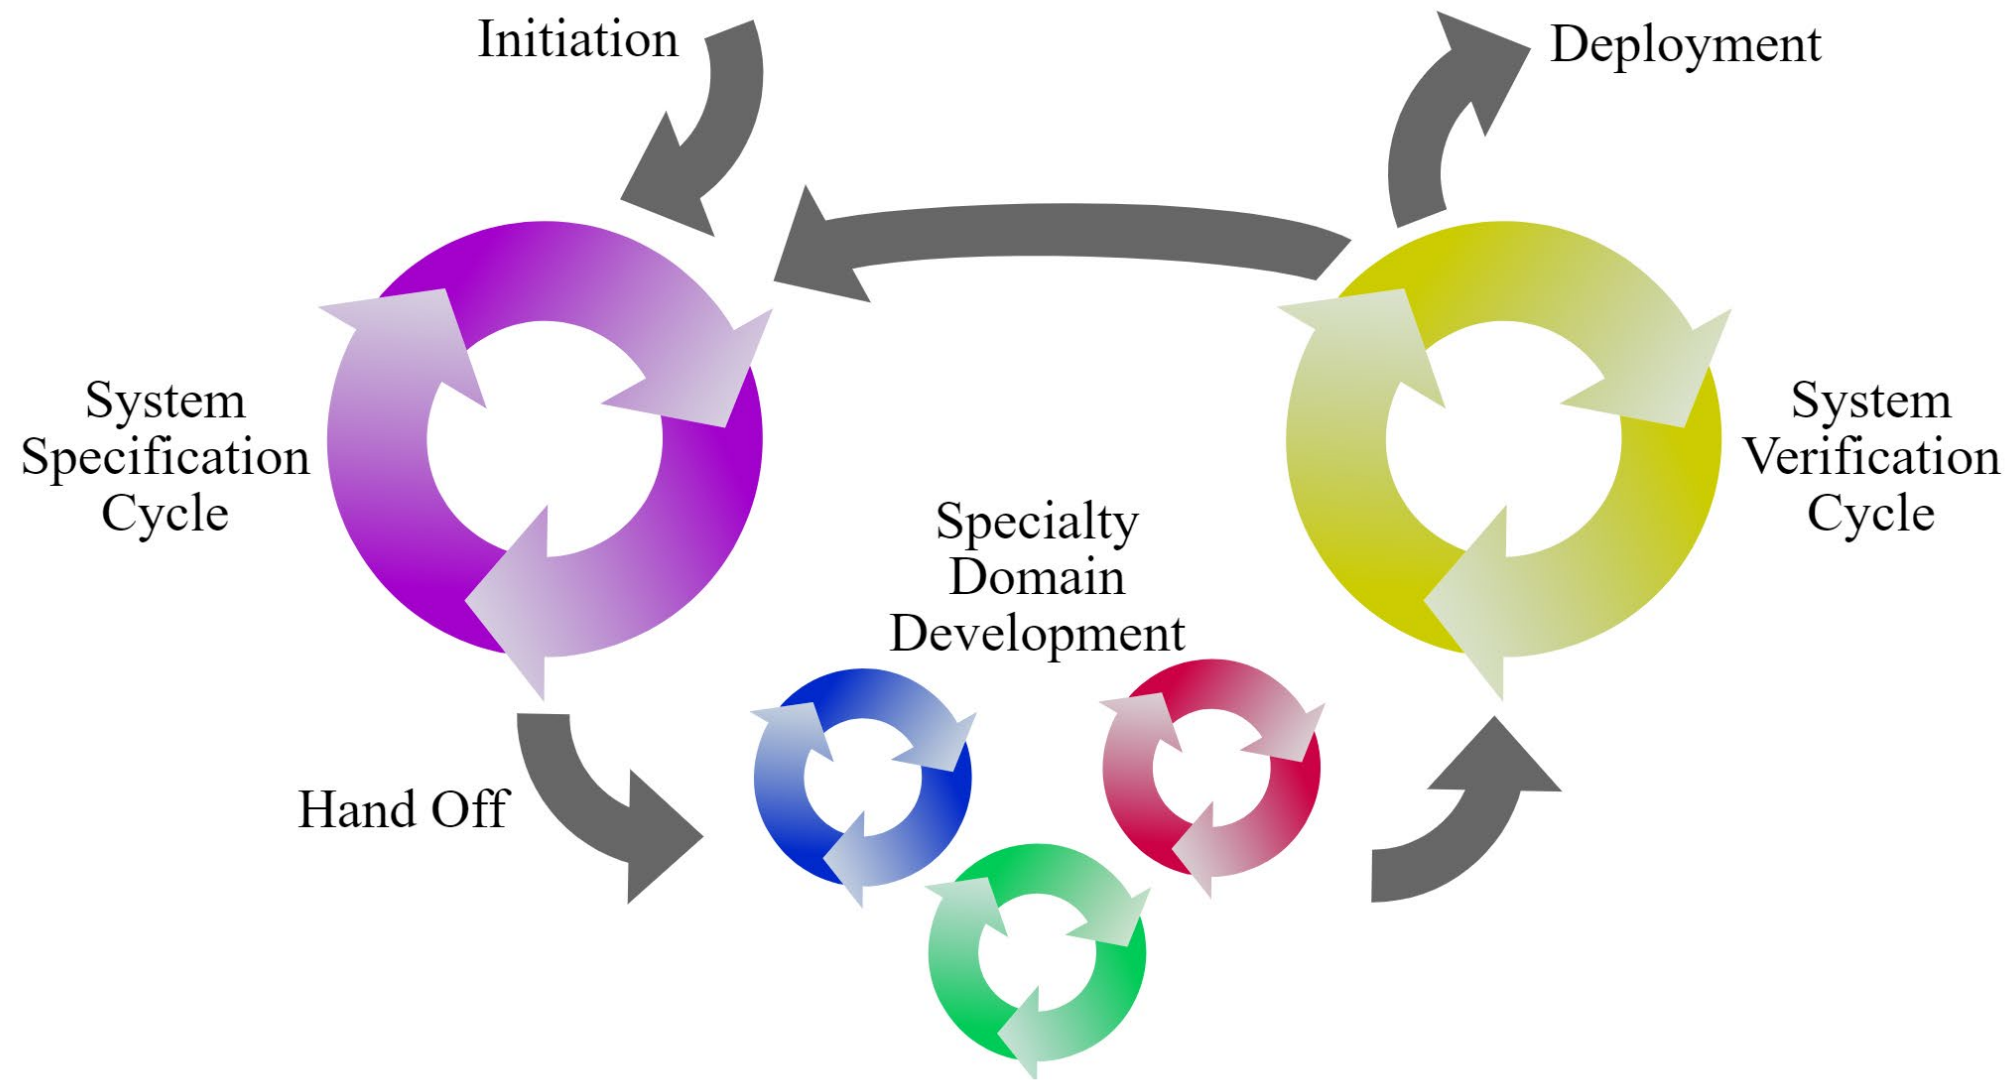 Initiation
Deployment
System
Specification
Cycle
System
Verification
Cycle
Specialty
Domain
Development
Hand Off